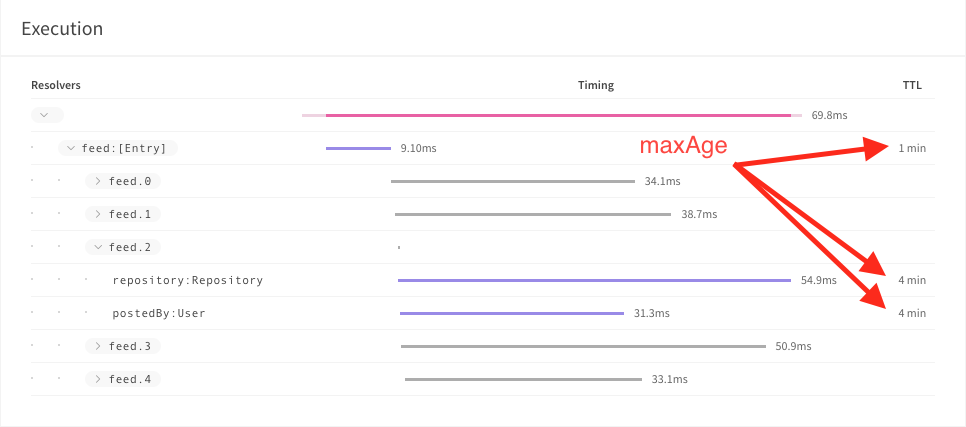 Execution
Resolvers Timing TTL
69.8ms
feed:[Entry] 9.10ms maxAge 1 min
feed.0 34.1ms
feed.1 38.7ms
feed.2
repository:Repository 54.9ms 4 min
postedBy:User 31.3ms 4 min
feed.3 50.9ms
feed.4 33.1ms